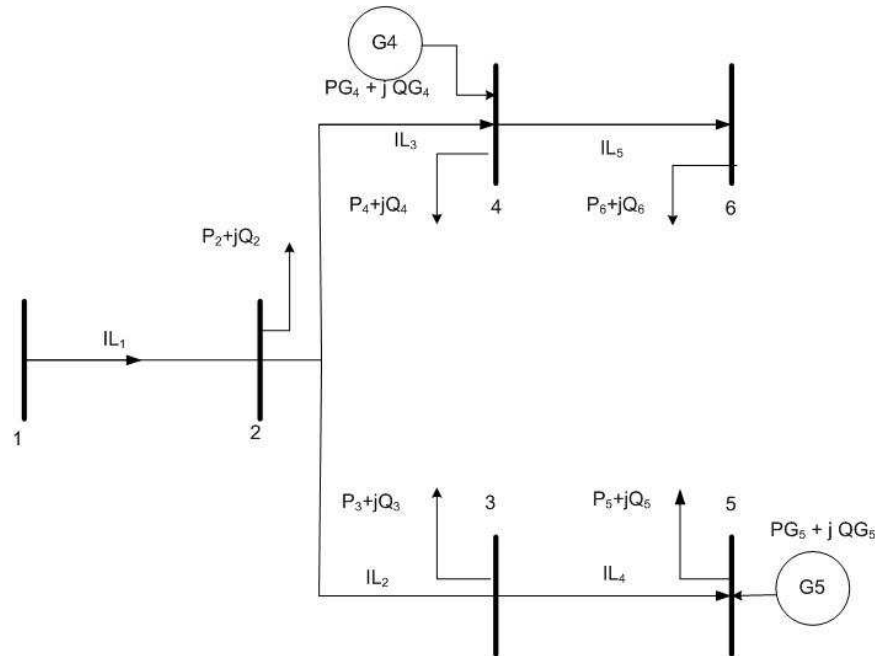 G4
PG₄ + j QG₄
IL₃
IL₅
P₄+jQ₄
4
P₆+jQ₆
6
P₂+jQ₂
IL₁
1
2
P₃+jQ₃
3
P₅+jQ₅
5
PG₅ + j QG₅
IL₂
IL₄
G5